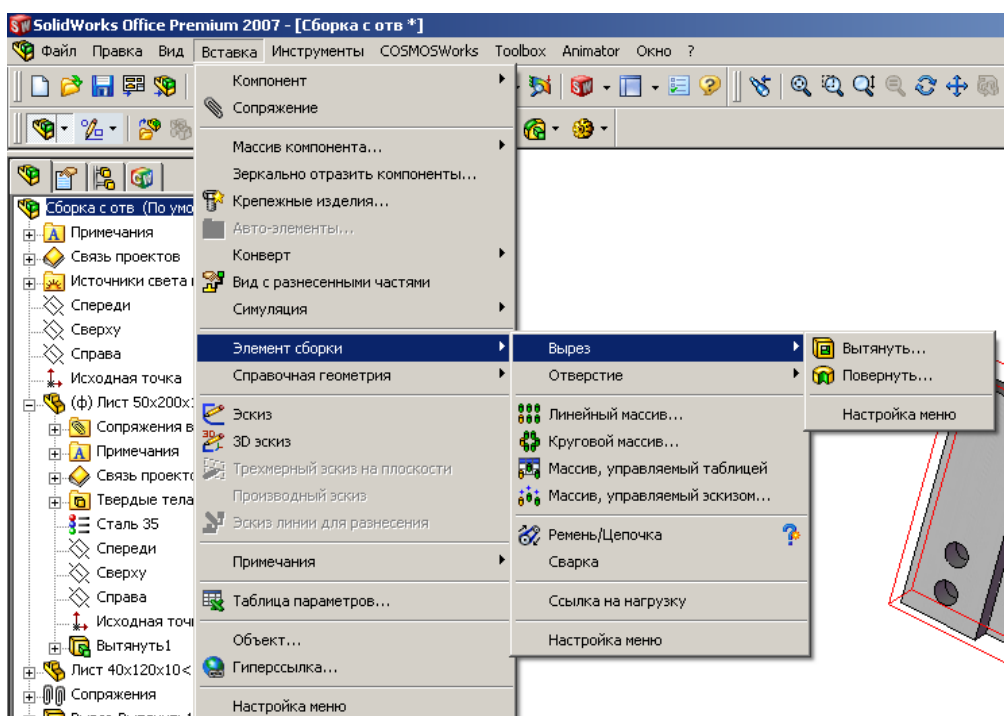 SolidWorks Office Premium 2007 - [Сборка с отв *]
Файл Правка Вид Вставка Инструменты COSMOSWorks Toolbox Animator Окно ?
Сборка с отв (По умо
Примечания
Связь проектов
Источники света
Спереди
Сверху
Справа
Исходная точка
(ф) Лист 50x200x
Сопряжения в
Примечания
Связь проекто
Твердые тела
Сталь 35
Спереди
Сверху
Справа
Исходная точ
Вытянуть1
Лист 40x120x10<
Сопряжения
Компонент
Сопряжение
Массив компонента...
Зеркально отразить компоненты...
Крепежные изделия...
Авто-элементы...
Конверт
Вид с разнесенными частями
Симуляция
Элемент сборки
Справочная геометрия
Эскиз
3D эскиз
Трехмерный эскиз на плоскости
Производный эскиз
Эскиз линии для разнесения
Примечания
Таблица параметров...
Объект...
Гиперссылка...
Настройка меню
Вырез
Отверстие
Линейный массив...
Круговой массив...
Массив, управляемый таблицей
Массив, управляемый эскизом...
Ремень/Цепочка
Сварка
Ссылка на нагрузку
Настройка меню
Вытянуть...
Повернуть...
Настройка меню